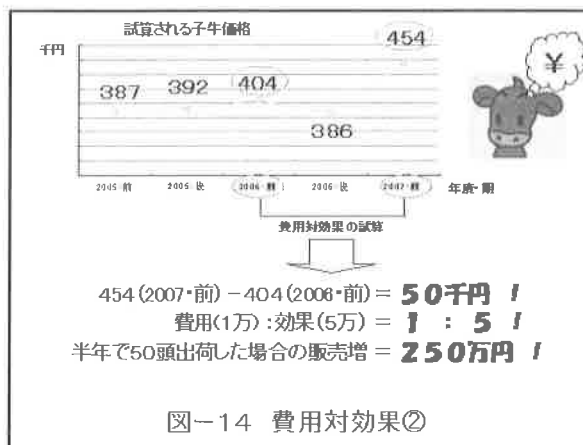 試算される子牛価格
千円
454
¥
387 392 404
386
2005・前 2005・後 2006・前 2006・後 2007・前 年度・期
費用対効果の試算
454(2007・前)-404(2006・前)= 50千円!
費用(1万):効果(5万)= 1:5!
半年で50頭出荷した場合の販売増= 250万円!
図-14 費用対効果②